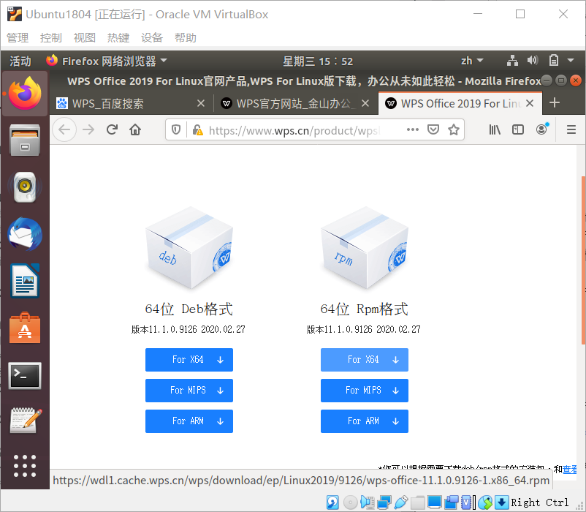 Ubuntu1804 [正在运行] - Oracle VM VirtualBox
管理 控制 视图 热键 设备 帮助
活动 Firefox 网络浏览器 星期三 15：52 zh
WPS Office 2019 For Linux官网产品,WPS For Linux版下载，办公从未如此轻松 - Mozilla Firefox
WPS_百度搜索 WPS官方网站_金山办公_ WPS Office 2019 For Linu
https://www.wps.cn/product/wps
deb rpm
64位 Deb格式 64位 Rpm格式
版本11.1.0.9126 2020.02.27 版本11.1.0.9126 2020.02.27
For X64 For X64
For MIPS For MIPS
For ARM For ARM
https://wdl1.cache.wps.cn/wps/download/ep/Linux2019/9126/wps-office-11.1.0.9126-1.x86_64.rpm
Right Ctrl